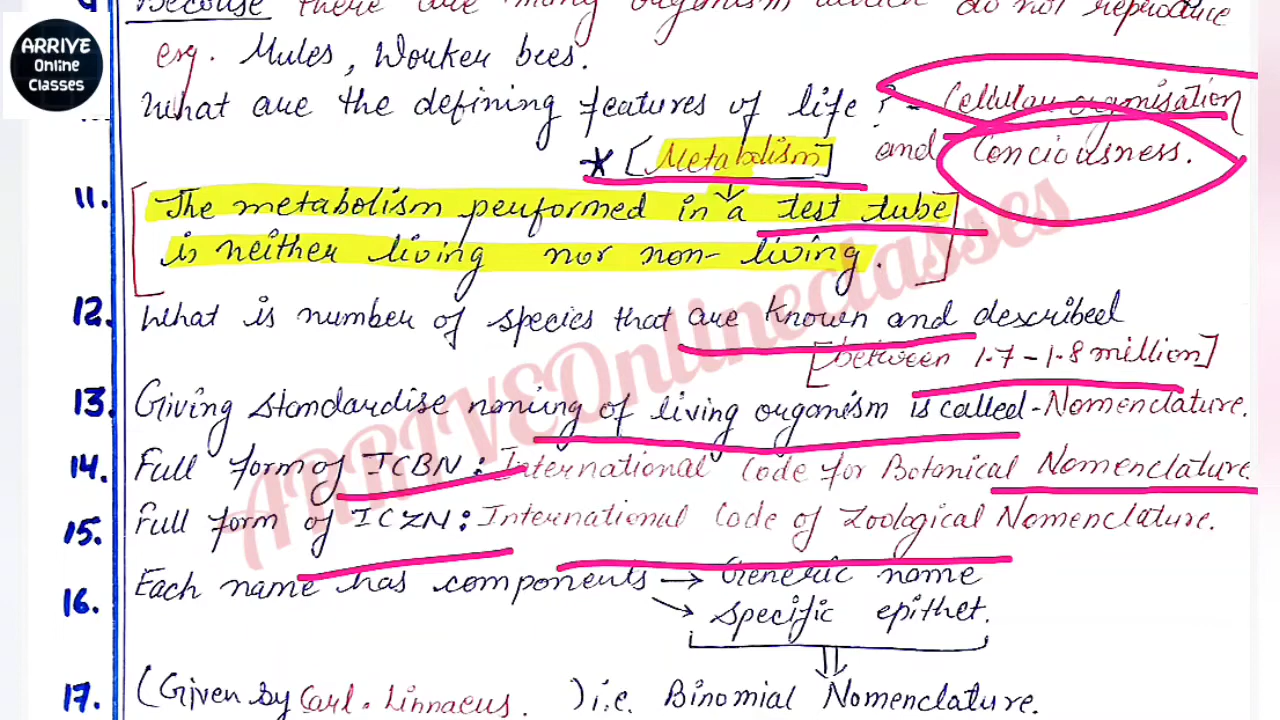 ARRIVE
Online
Classes
9. Because there are many organism which do not reproduce
eg. Mules, Worker bees.
What are the defining features of life ? - Cellular organisation
* [Metabolism] and Conciousness.
11. [The metabolism performed in a test tube
is neither living nor non-living.]
12. What is number of species that are known and described
[between 1.7 - 1.8 million]
13. Giving standardise naming of living organism is called - Nomenclature.
14. Full form of ICBN: International Code for Botanical Nomenclature.
15. Full form of ICZN: International Code of Zoological Nomenclature.
16. Each name has components → Generic name
→ specific epithet.
17. (Given by Carl. Linnaeus. ) i.e. Binomial Nomenclature.
ARRIVEOnlineclasses